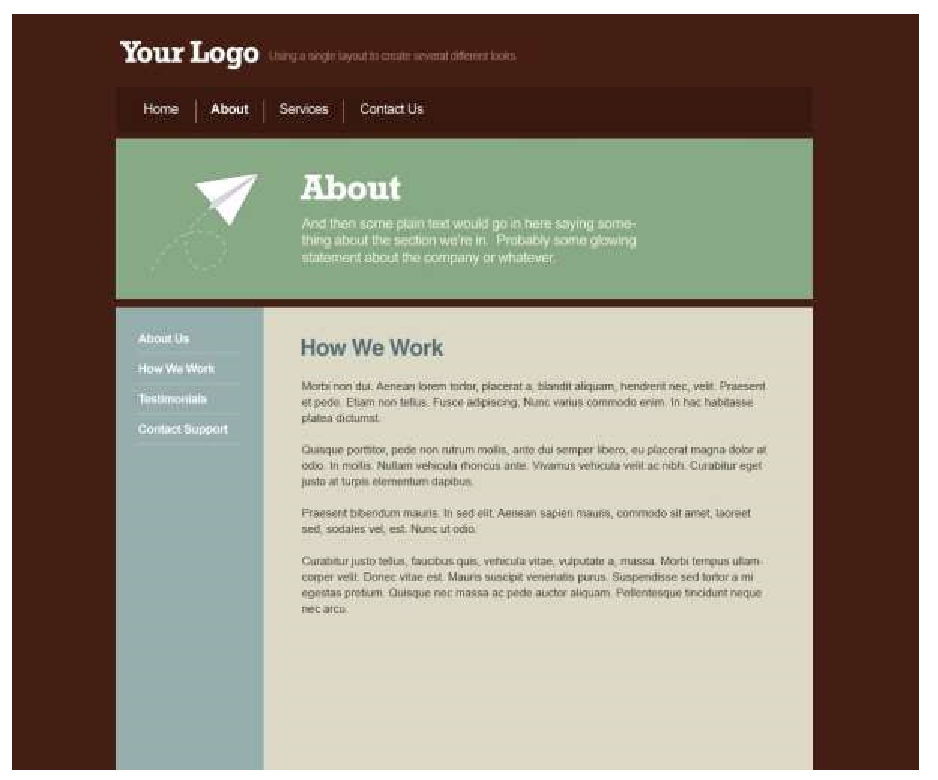 Your Logo Using a single layout to create several different looks.
Home About Services Contact Us
About
And then some plain text would go in here saying some-
thing about the section we're in. Probably some glowing
statement about the company or whatever.
About Us
How We Work
Testimonials
Contact Support
How We Work
Morbi non dui. Aenean lorem tortor, placerat a, blandit aliquam, hendrerit nec, velit. Praesent
et pede. Etiam non tellus. Fusce adipiscing. Nunc varius commodo enim. In hac habitasse
platea dictumst.
Quisque porttitor, pede non rutrum mollis, ante dui semper libero, eu placerat magna dolor at
odio. In mollis. Nullam vehicula rhoncus ante. Vivamus vehicula velit ac nibh. Curabitur eget
justo at turpis elementum dapibus.
Praesent bibendum mauris. In sed elit. Aenean sapien mauris, commodo sit amet, laoreet
sed, sodales vel, est. Nunc ut odio.
Curabitur justo tellus, faucibus quis, vehicula vitae, vulputate a, massa. Morbi tempus ullam-
corper velit. Donec vitae est. Mauris suscipit venenatis purus. Suspendisse sed tortor a mi
egestas pretium. Quisque nec massa ac pede auctor aliquam. Pellentesque tincidunt neque
nec arcu.